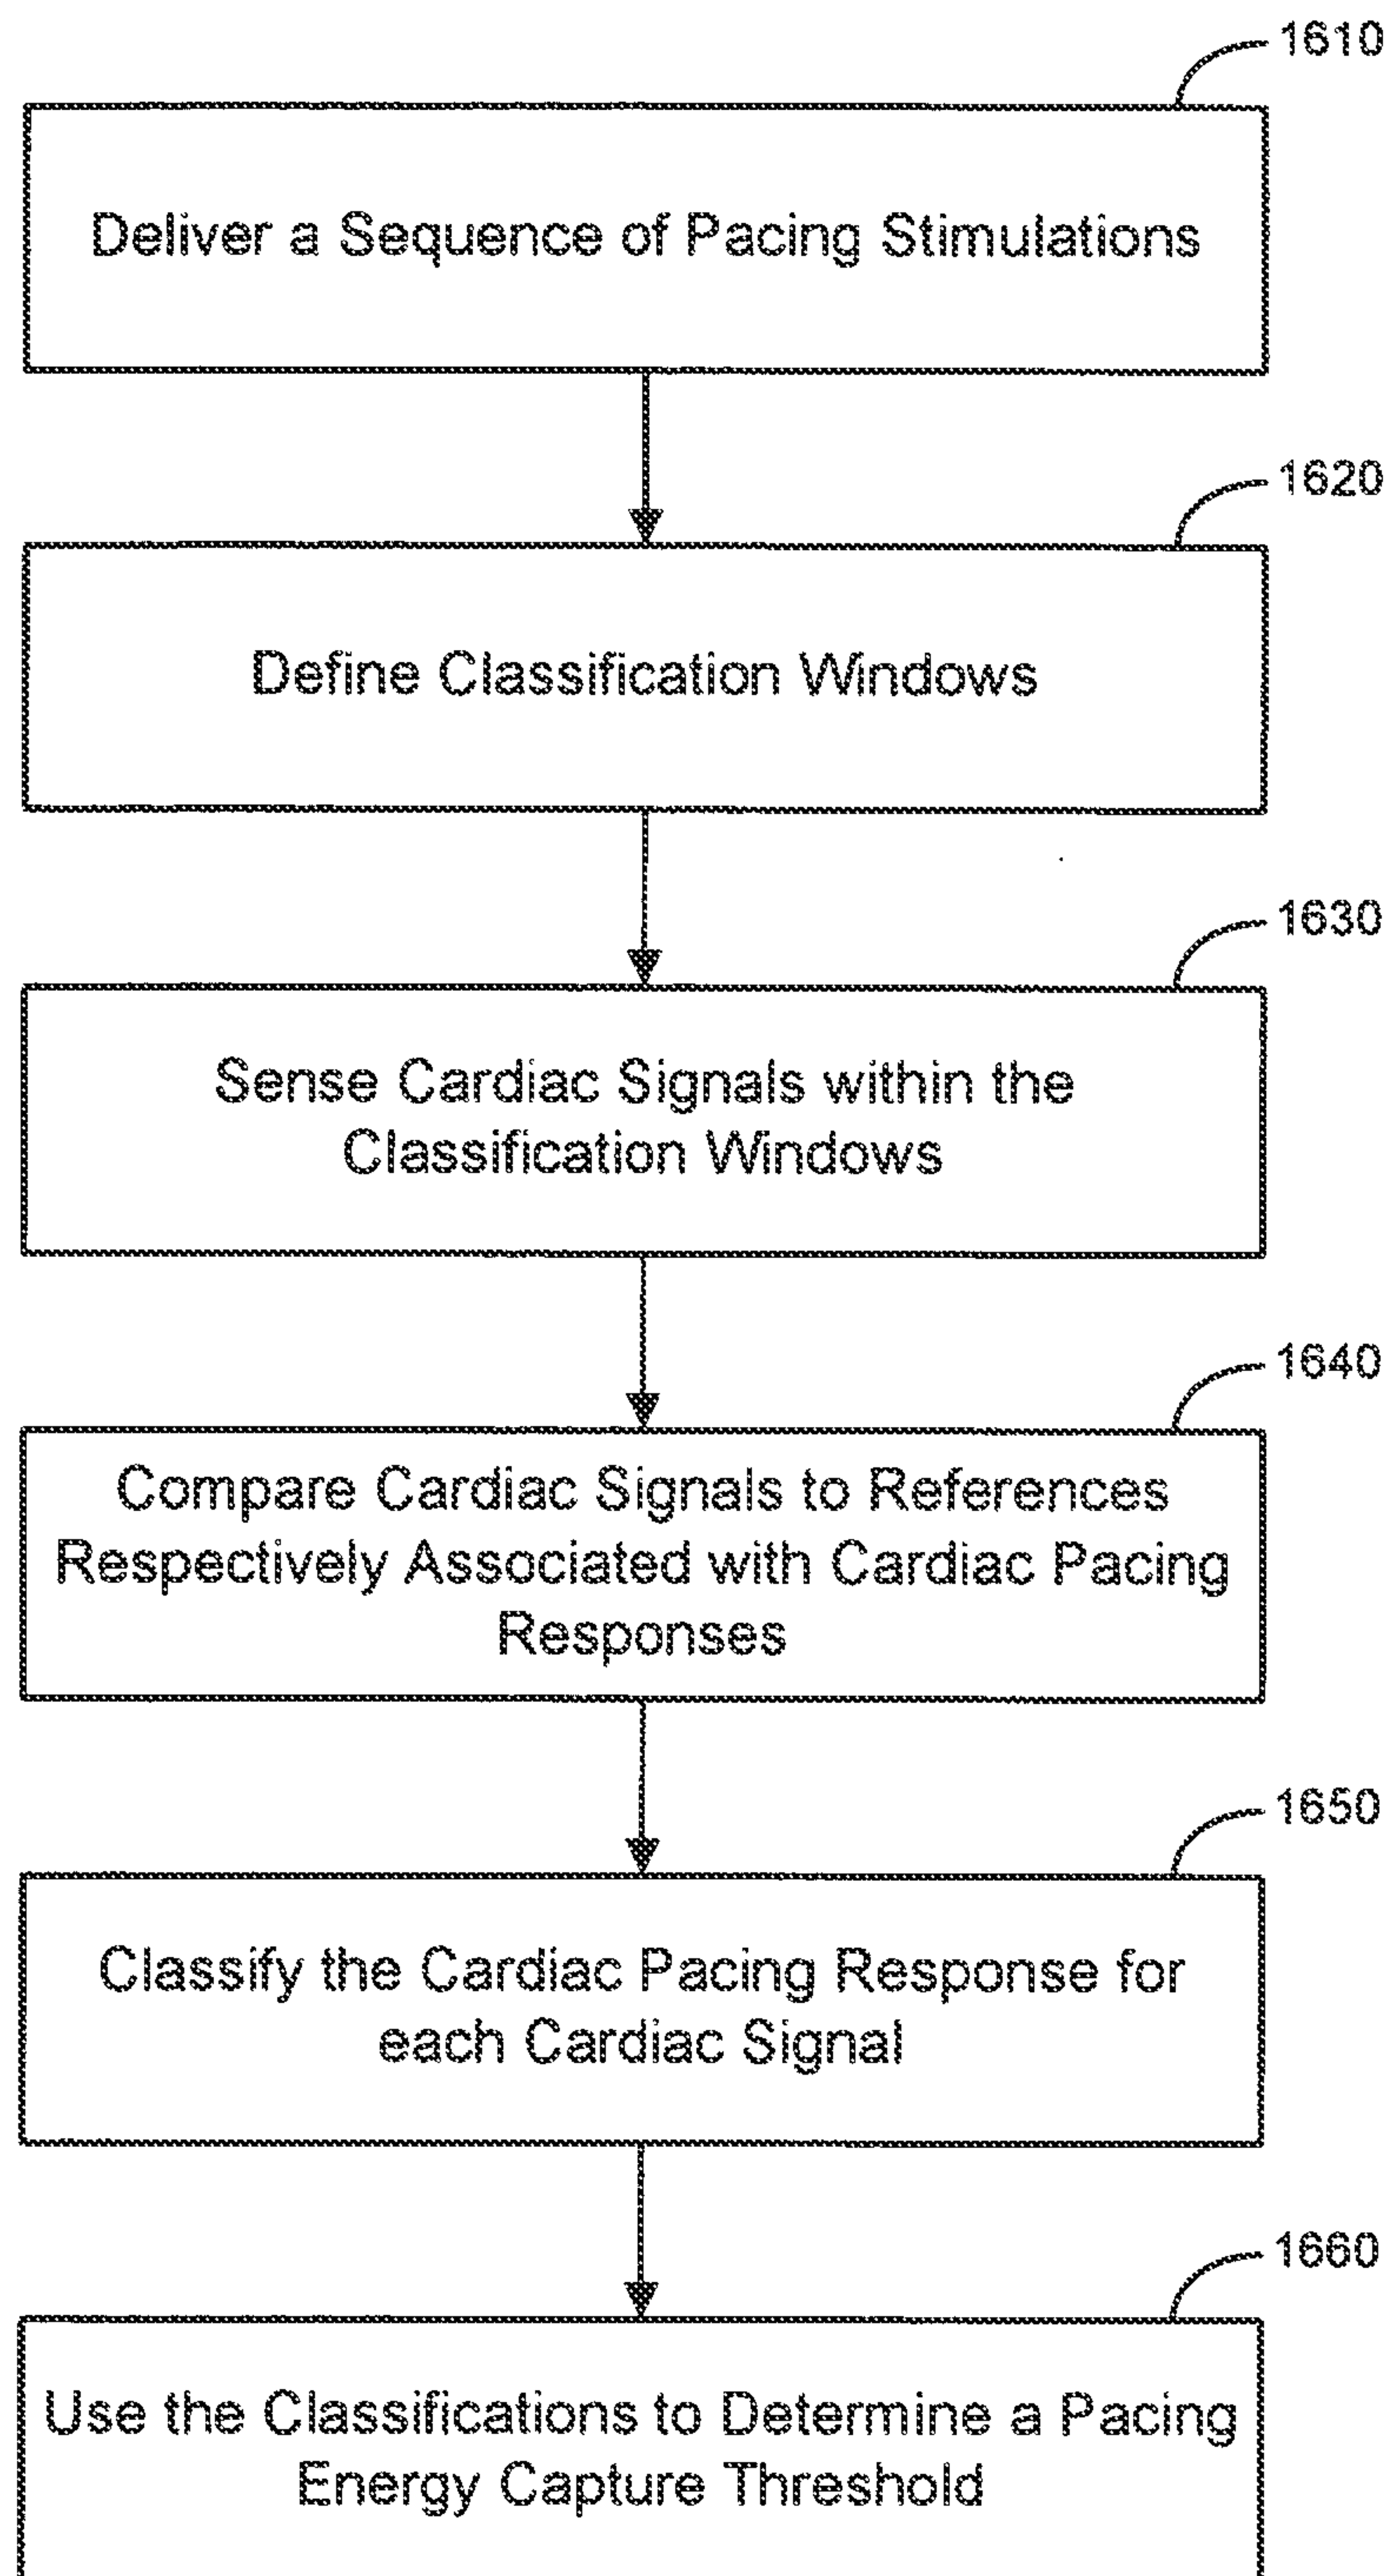 1610
Deliver a Sequence of Pacing Stimulations
1620
Define Classification Windows
1630
Sense Cardiac Signals within the
Classification Windows
1640
Compare Cardiac Signals to References
Respectively Associated with Cardiac Pacing
Responses
1650
Classify the Cardiac Pacing Response for
each Cardiac Signal
1660
Use the Classifications to Determine a Pacing
Energy Capture Threshold